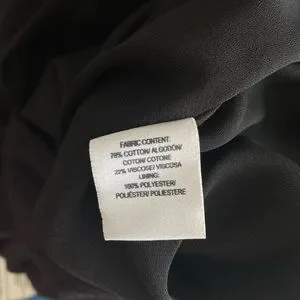 FABRIC CONTENT:
78% COTTON/ ALGODÓN/
COTON/ COTONE
22% VISCOSE/ VISCOSA
LINING:
100% POLYESTER/
POLIÉSTER/ POLIESTERE